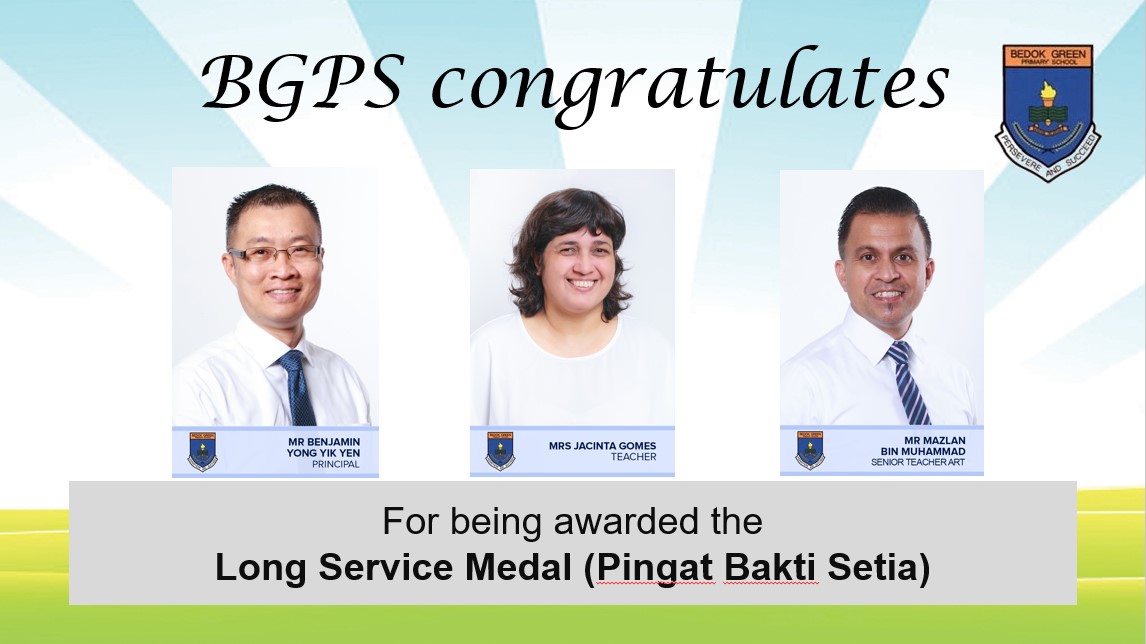 BGPS congratulates
BEDOK GREEN
PRIMARY SCHOOL
PERSEVERE AND SUCCEED
MR BENJAMIN
YONG YIK YEN
PRINCIPAL
MRS JACINTA GOMES
TEACHER
MR MAZLAN
BIN MUHAMMAD
SENIOR TEACHER ART
For being awarded the
Long Service Medal (Pingat Bakti Setia)